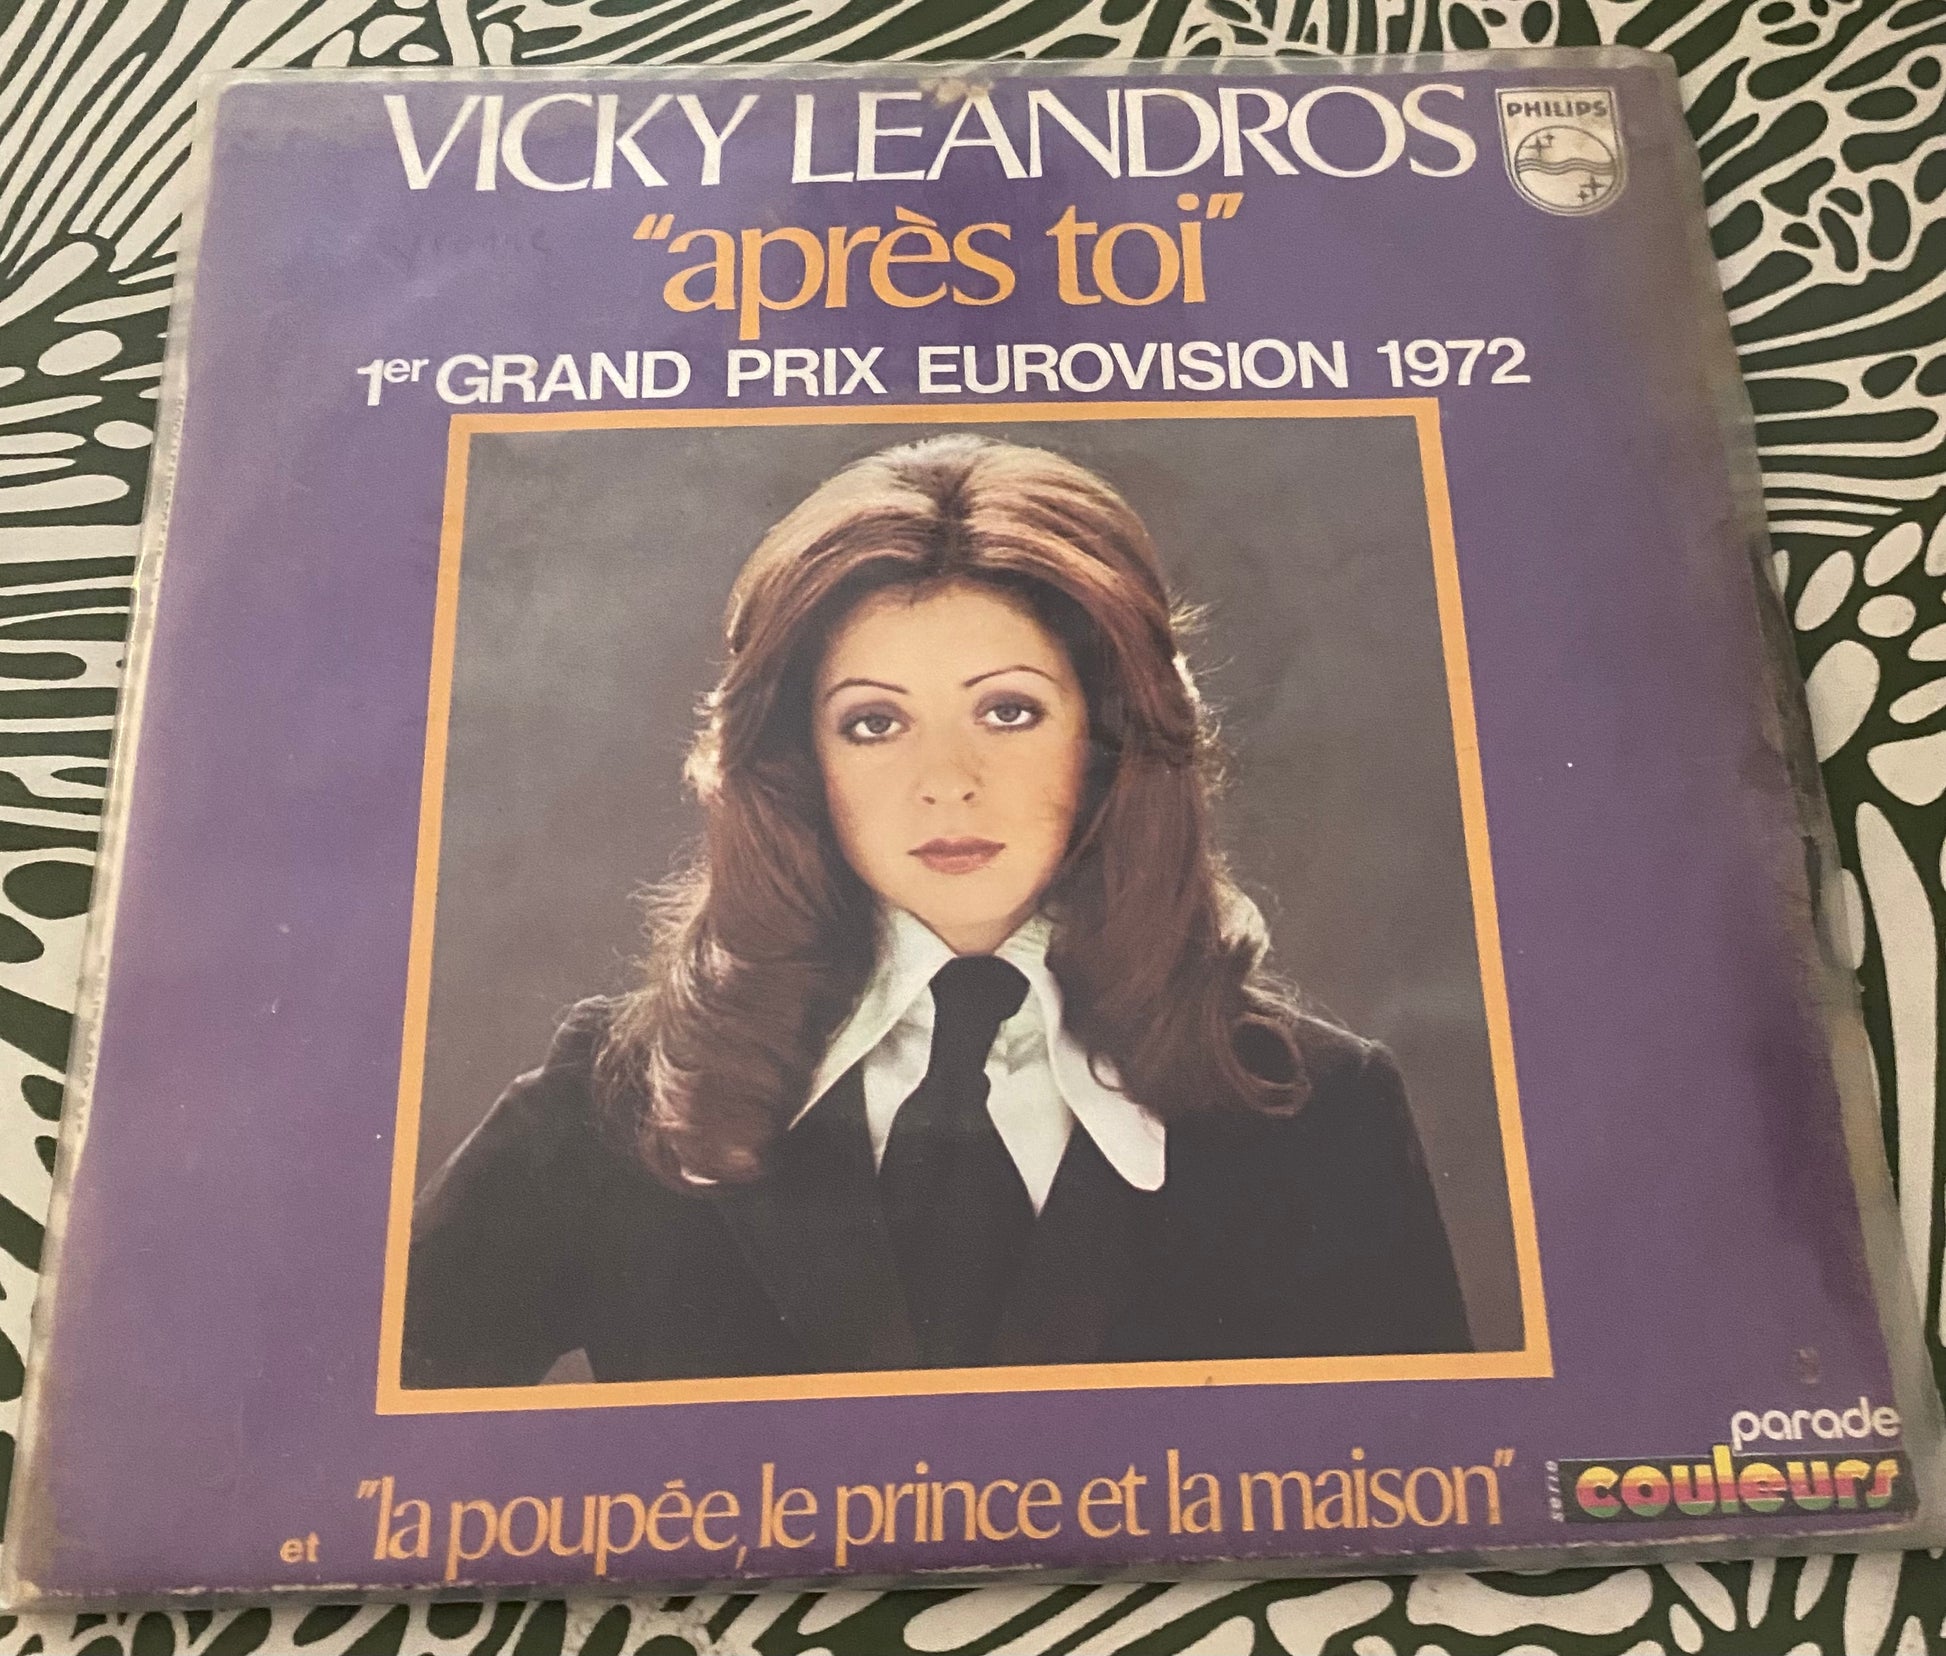 VICKY LEANDROS
PHILIPS
"après toi"
1er GRAND PRIX EUROVISION 1972
et "la poupée, le prince et la maison"
parade
serie couleurs